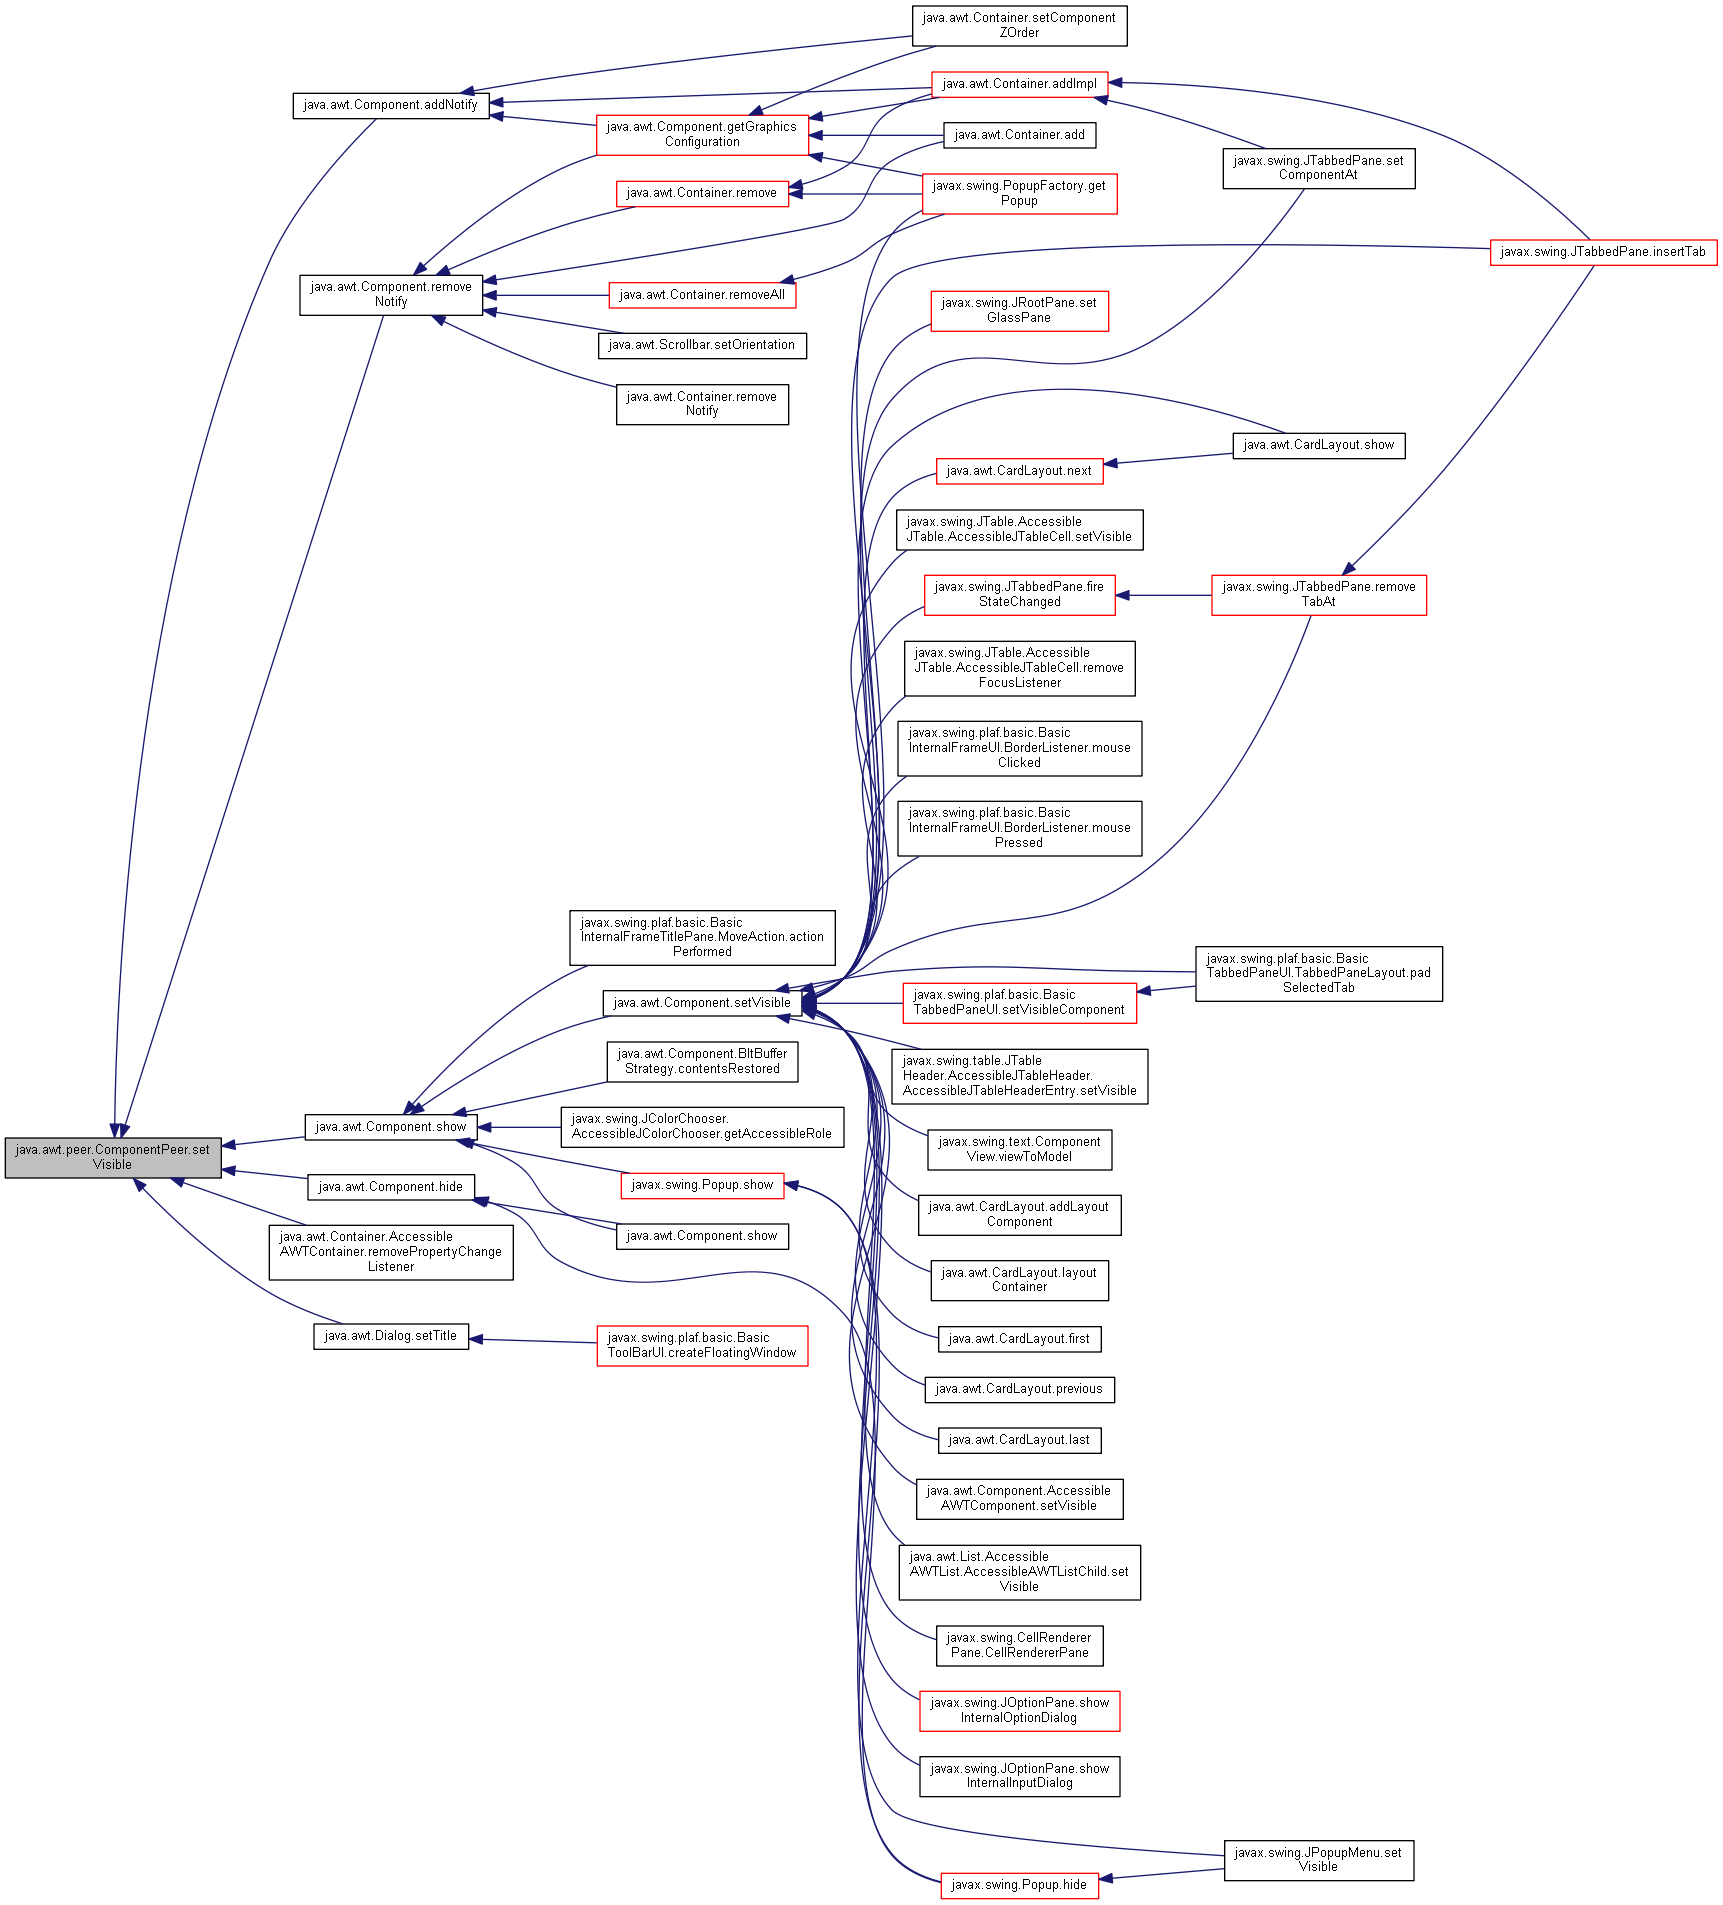 java.awt.Container.setComponent
ZOrder
java.awt.Container.addImpl
java.awt.Component.addNotify
java.awt.Component.getGraphics
Configuration
java.awt.Container.add
javax.swing.JTabbedPane.set
ComponentAt
java.awt.Container.remove
javax.swing.PopupFactory.get
Popup
javax.swing.JTabbedPane.insertTab
java.awt.Component.remove
Notify
java.awt.Container.removeAll
javax.swing.JRootPane.set
GlassPane
java.awt.Scrollbar.setOrientation
java.awt.Container.remove
Notify
java.awt.CardLayout.show
java.awt.CardLayout.next
javax.swing.JTable.Accessible
JTable.AccessibleJTableCell.setVisible
javax.swing.JTabbedPane.fire
StateChanged
javax.swing.JTabbedPane.remove
TabAt
javax.swing.JTable.Accessible
JTable.AccessibleJTableCell.remove
FocusListener
javax.swing.plaf.basic.Basic
InternalFrameUI.BorderListener.mouse
Clicked
javax.swing.plaf.basic.Basic
InternalFrameUI.BorderListener.mouse
Pressed
javax.swing.plaf.basic.Basic
InternalFrameTitlePane.MoveAction.action
Performed
javax.swing.plaf.basic.Basic
TabbedPaneUI.TabbedPaneLayout.pad
SelectedTab
java.awt.Component.setVisible
javax.swing.plaf.basic.Basic
TabbedPaneUI.setVisibleComponent
java.awt.Component.BltBuffer
Strategy.contentsRestored
javax.swing.table.JTable
Header.AccessibleJTableHeader.
AccessibleJTableHeaderEntry.setVisible
java.awt.Component.show
javax.swing.JColorChooser.
AccessibleJColorChooser.getAccessibleRole
javax.swing.text.Component
View.viewToModel
java.awt.peer.ComponentPeer.set
Visible
java.awt.Component.hide
javax.swing.Popup.show
java.awt.CardLayout.addLayout
Component
java.awt.Container.Accessible
AWTContainer.removePropertyChange
Listener
java.awt.Component.show
java.awt.CardLayout.layout
Container
java.awt.Dialog.setTitle
javax.swing.plaf.basic.Basic
ToolBarUI.createFloatingWindow
java.awt.CardLayout.first
java.awt.CardLayout.previous
java.awt.CardLayout.last
java.awt.Component.Accessible
AWTComponent.setVisible
java.awt.List.Accessible
AWTList.AccessibleAWTListChild.set
Visible
javax.swing.CellRenderer
Pane.CellRendererPane
javax.swing.JOptionPane.show
InternalOptionDialog
javax.swing.JOptionPane.show
InternalInputDialog
javax.swing.JPopupMenu.set
Visible
javax.swing.Popup.hide